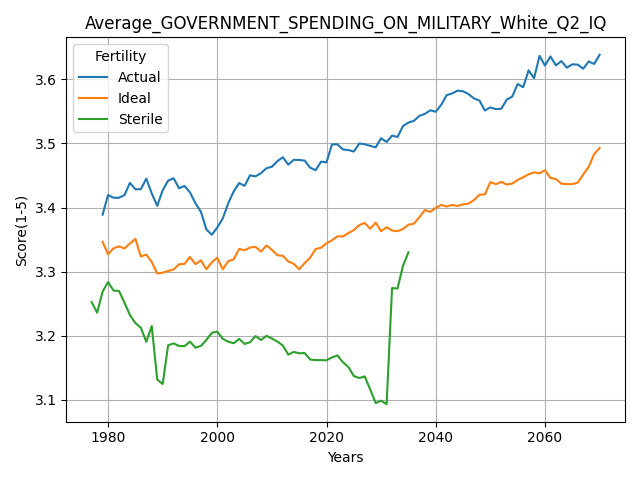 Average_GOVERNMENT_SPENDING_ON_MILITARY_White_Q2_IQ
Fertility
Actual
Ideal
Sterile
Score(1-5)
3.6
3.5
3.4
3.3
3.2
3.1
1980
2000
2020
2040
2060
Years